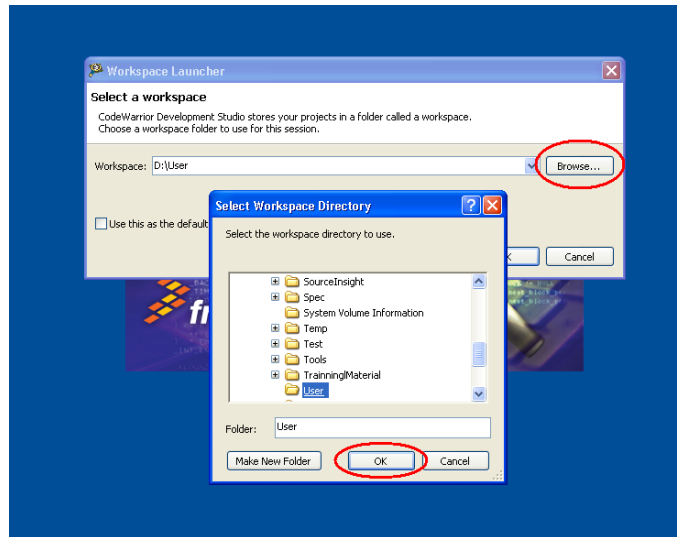 Workspace Launcher
Select a workspace
CodeWarrior Development Studio stores your projects in a folder called a workspace.
Choose a workspace folder to use for this session.
Workspace: D:\User Browse...
Use this as the default
Cancel
Select Workspace Directory
Select the workspace directory to use.
SourceInsight
Spec
System Volume Information
Temp
Test
Tools
TrainningMaterial
User
Folder: User
Make New Folder OK Cancel
fr